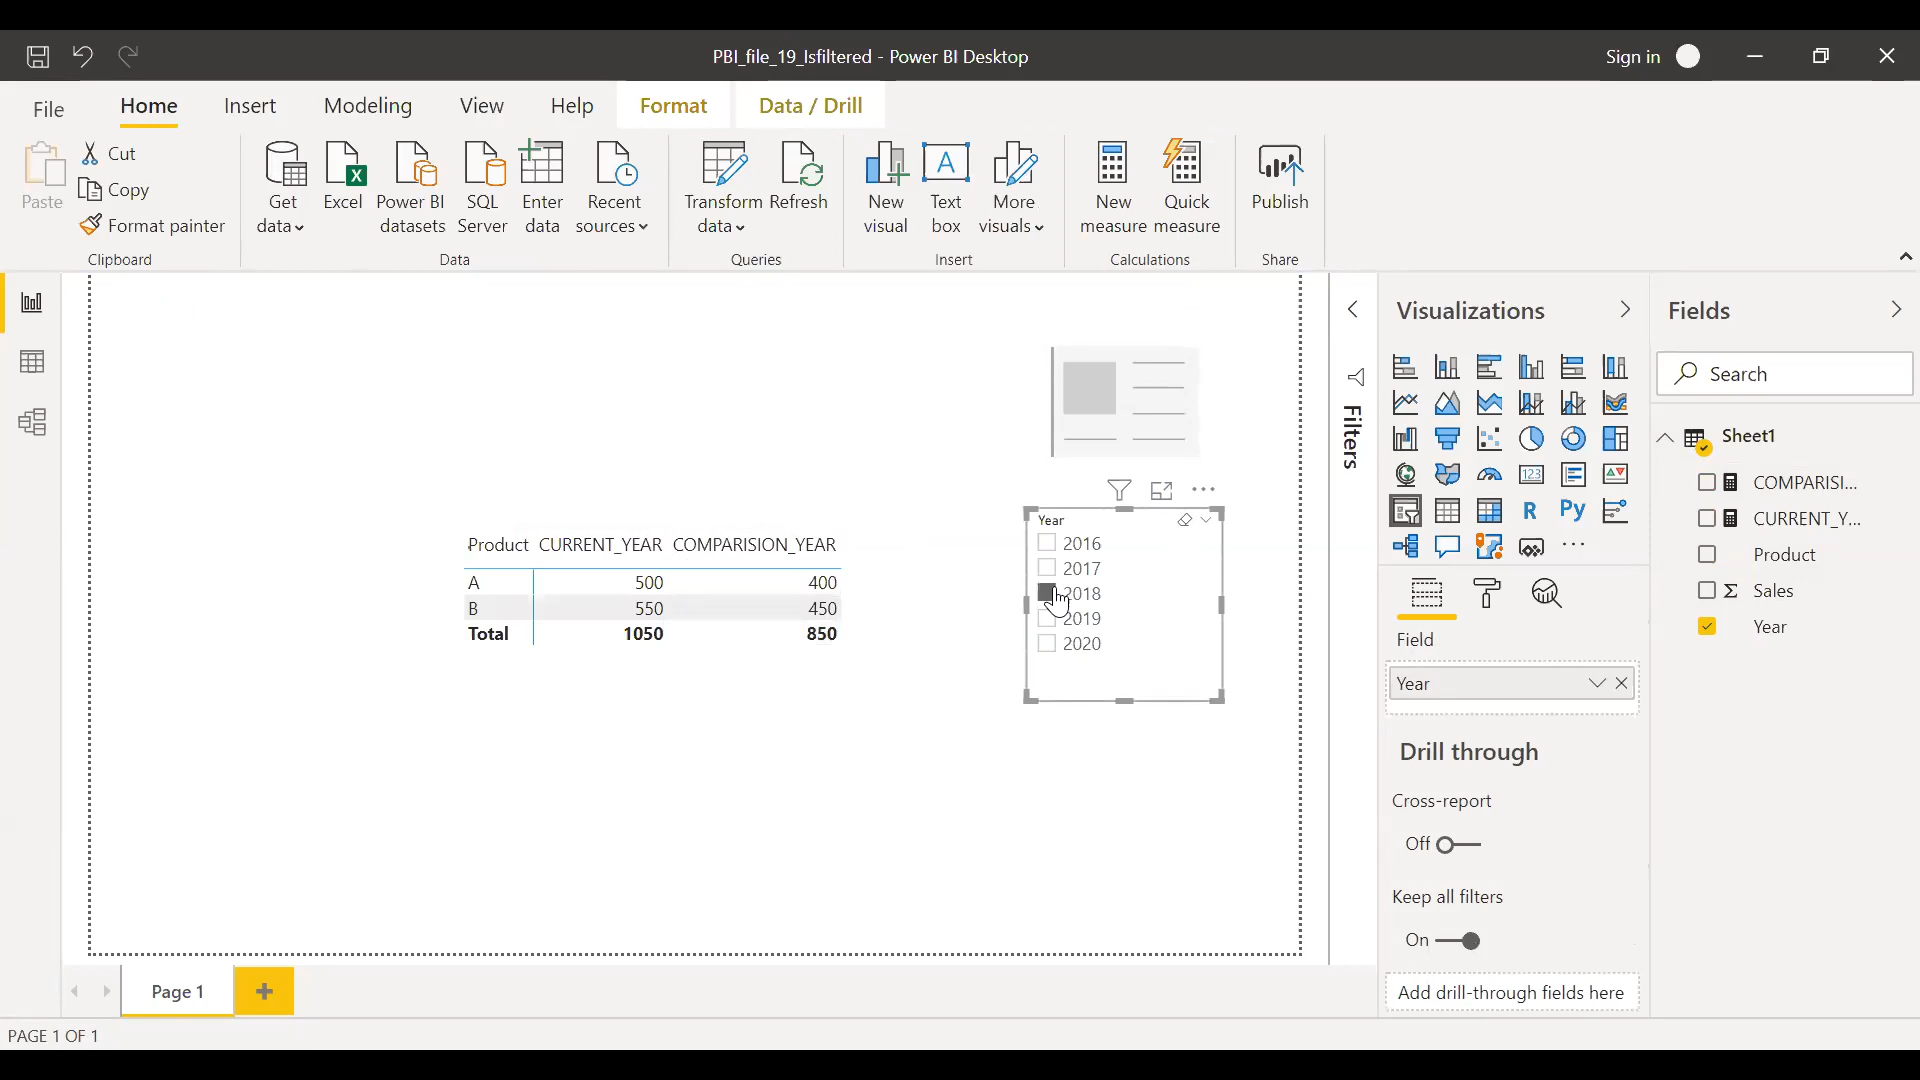 PBI_file_19_Isfiltered - Power BI Desktop
Sign in
File
Home
Insert
Modeling
View
Help
Format
Data / Drill
Paste
Cut
Copy
Format painter
Clipboard
Get data
Excel
Power BI datasets
SQL Server
Enter data
Recent sources
Data
Transform data
Refresh
Queries
New visual
Text box
More visuals
Insert
New measure
Quick measure
Calculations
Publish
Share
Product CURRENT_YEAR COMPARISION_YEAR
A 500 400
B 550 450
Total 1050 850
Year
2016
2017
2018
2019
2020
Filters
Visualizations
123
R
Py
Field
Year
Drill through
Cross-report
Off
Keep all filters
On
Add drill-through fields here
Fields
Search
Sheet1
COMPARISI...
CURRENT_Y...
Product
Sales
Year
Page 1
PAGE 1 OF 1